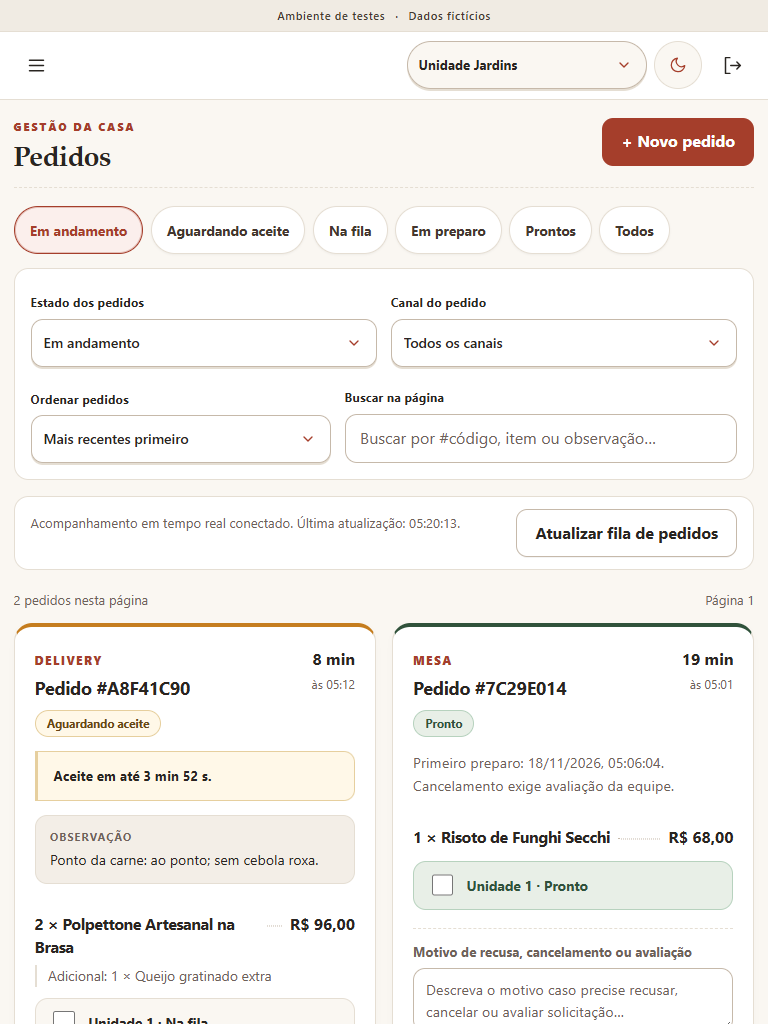 Ambiente de testes · Dados fictícios
Unidade Jardins
GESTÃO DA CASA
Pedidos
+ Novo pedido
Em andamento
Aguardando aceite
Na fila
Em preparo
Prontos
Todos
Estado dos pedidos
Em andamento
Canal do pedido
Todos os canais
Ordenar pedidos
Mais recentes primeiro
Buscar na página
Buscar por #código, item ou observação...
Acompanhamento em tempo real conectado. Última atualização: 05:20:13.
Atualizar fila de pedidos
2 pedidos nesta página
Página 1
DELIVERY
8 min
Pedido #A8F41C90
às 05:12
Aguardando aceite
Aceite em até 3 min 52 s.
OBSERVAÇÃO
Ponto da carne: ao ponto; sem cebola roxa.
2 × Polpettone Artesanal na
Brasa
R$ 96,00
Adicional: 1 × Queijo gratinado extra
Unidade 1 · Na fila
MESA
19 min
Pedido #7C29E014
às 05:01
Pronto
Primeiro preparo: 18/11/2026, 05:06:04.
Cancelamento exige avaliação da equipe.
1 × Risoto de Funghi Secchi
R$ 68,00
Unidade 1 · Pronto
Motivo de recusa, cancelamento ou avaliação
Descreva o motivo caso precise recusar,
cancelar ou avaliar solicitação...